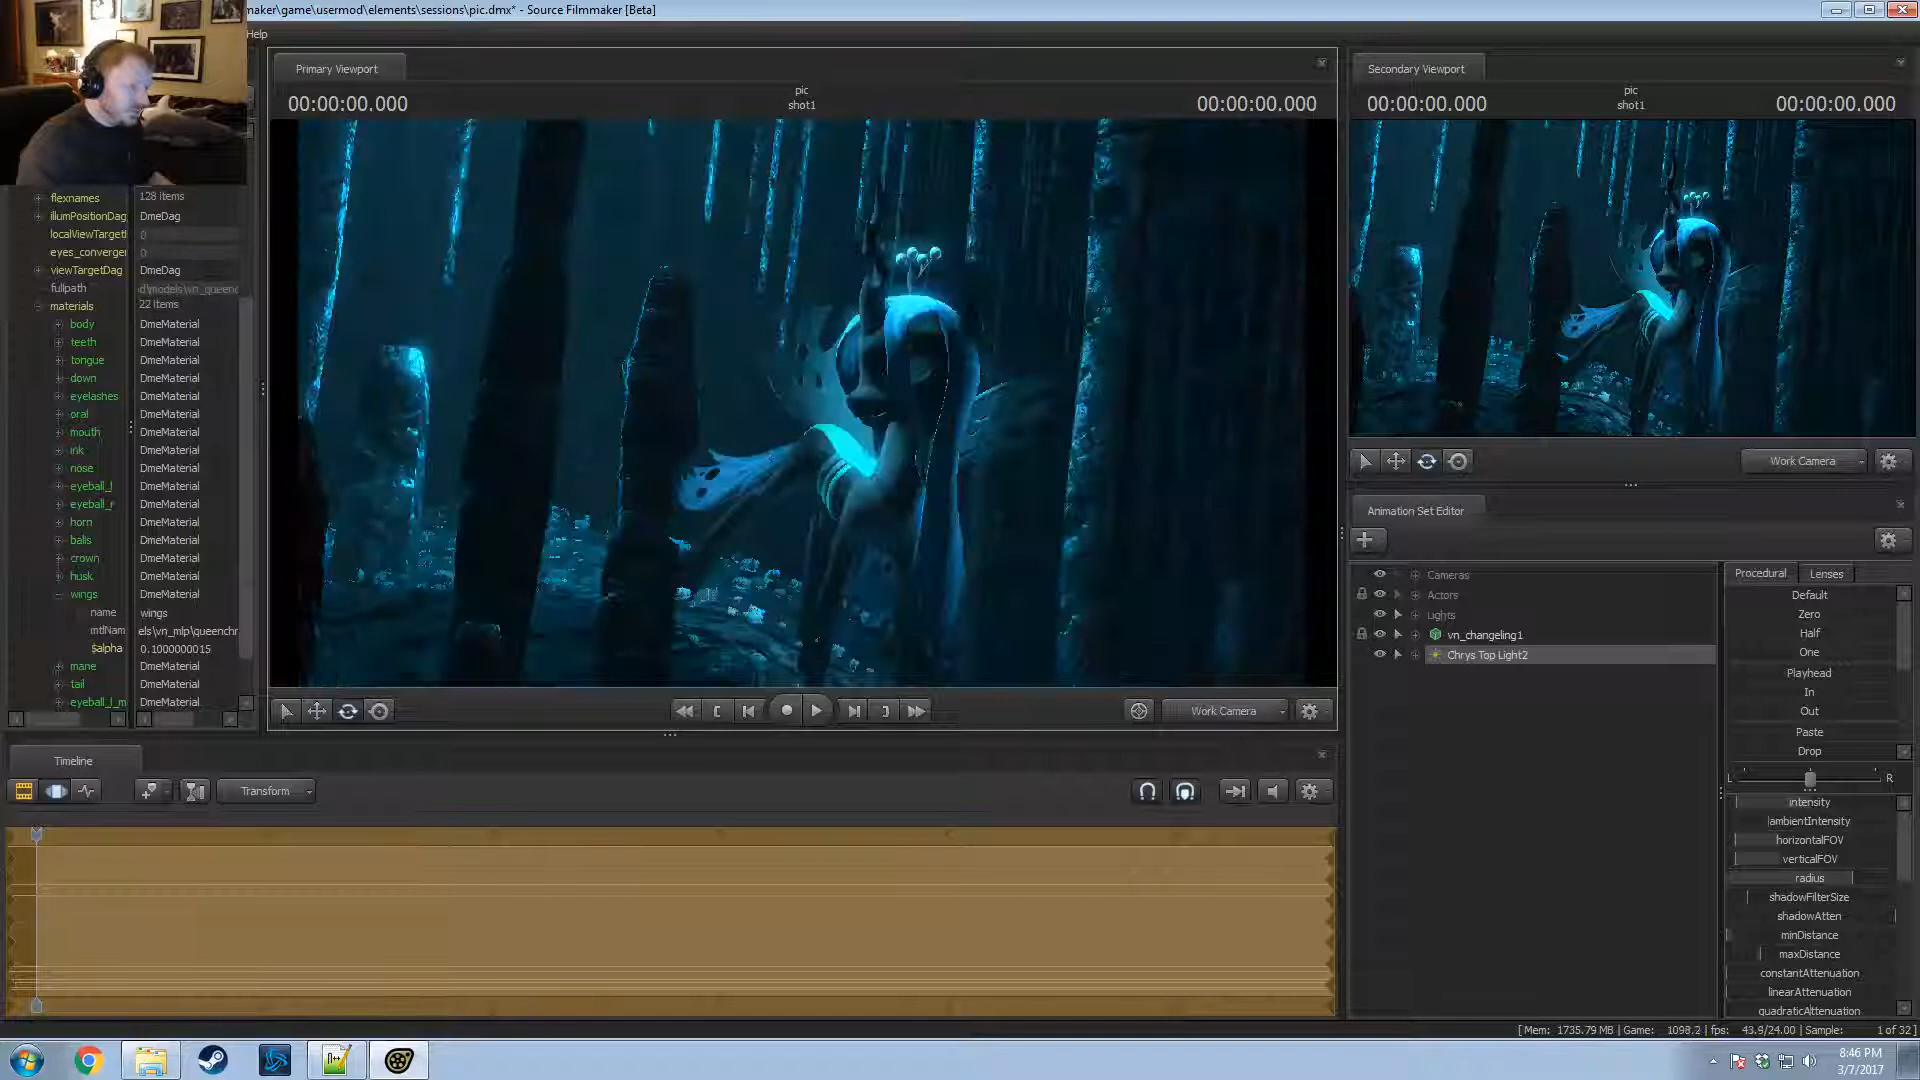 maker\game\usermod\elements\sessions\pic.dmx* - Source Filmmaker [Beta]
Help
Primary Viewport
00:00:00.000
pic
shot1
00:00:00.000
Secondary Viewport
00:00:00.000
pic
shot1
00:00:00.000
flexnames 128 items
illumPositionDag DmeDag
localViewTarget 0
eyes_converge 0
viewTargetDag DmeDag
fullpath d\models\vn_queenc
materials 22 items
body DmeMaterial
teeth DmeMaterial
tongue DmeMaterial
down DmeMaterial
eyelashes DmeMaterial
oral DmeMaterial
mouth DmeMaterial
ink DmeMaterial
nose DmeMaterial
eyeball_l DmeMaterial
eyeball_r DmeMaterial
horn DmeMaterial
balls DmeMaterial
crown DmeMaterial
husk DmeMaterial
wings DmeMaterial
name wings
mtlNam els\vn_mlp\queenchr
$alpha 0.1000000015
mane DmeMaterial
tail DmeMaterial
eyeball_l_m DmeMaterial
Work Camera
Work Camera
Animation Set Editor
Cameras
Actors
Lights
vn_changeling1
Chrys Top Light2
Procedural
Lenses
Default
Zero
Half
One
Playhead
In
Out
Paste
Drop
L
R
intensity
ambientIntensity
horizontalFOV
verticalFOV
radius
shadowFilterSize
shadowAtten
minDistance
maxDistance
constantAttenuation
linearAttenuation
quadraticAttenuation
Timeline
Transform
[ Mem: 1735.79 MB | Game: 1098.2 | fps: 43.9/24.00 | Sample: 1 of 32 ]
8:46 PM
3/7/2017